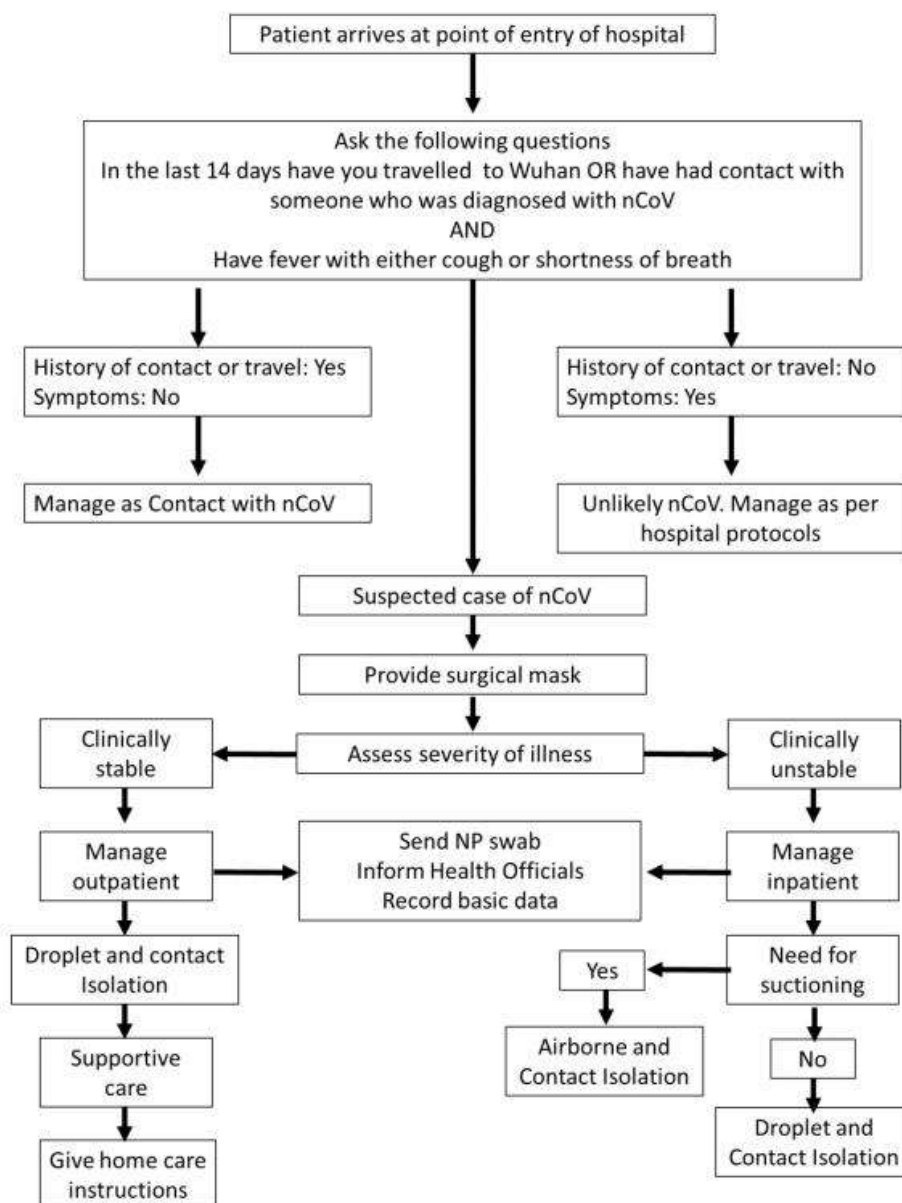 Patient arrives at point of entry of hospital
Ask the following questions
In the last 14 days have you travelled to Wuhan OR have had contact with
someone who was diagnosed with nCoV
AND
Have fever with either cough or shortness of breath
History of contact or travel: Yes
Symptoms: No
History of contact or travel: No
Symptoms: Yes
Manage as Contact with nCoV
Unlikely nCoV. Manage as per
hospital protocols
Suspected case of nCoV
Provide surgical mask
Clinically
stable
Assess severity of illness
Clinically
unstable
Manage
outpatient
Send NP swab
Inform Health Officials
Record basic data
Manage
inpatient
Droplet and contact
Isolation
Yes
Need for
suctioning
Supportive
care
Airborne and
Contact Isolation
No
Give home care
instructions
Droplet and
Contact Isolation